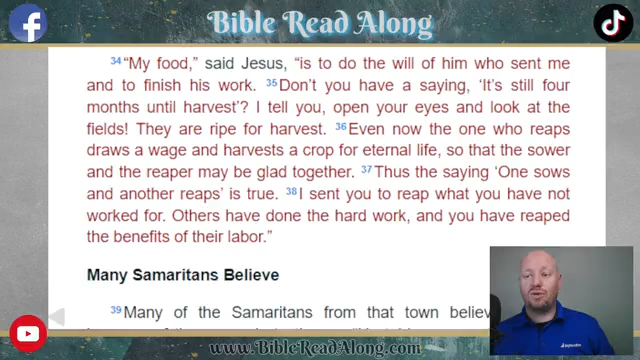 Bible Read Along
34 “My food,” said Jesus, “is to do the will of him who sent me
and to finish his work. 35 Don’t you have a saying, ‘It’s still four
months until harvest’? I tell you, open your eyes and look at the
fields! They are ripe for harvest. 36 Even now the one who reaps
draws a wage and harvests a crop for eternal life, so that the sower
and the reaper may be glad together. 37 Thus the saying ‘One sows
and another reaps’ is true. 38 I sent you to reap what you have not
worked for. Others have done the hard work, and you have reaped
the benefits of their labor.”
Many Samaritans Believe
39 Many of the Samaritans from that town believ
www.BibleReadAlong.com